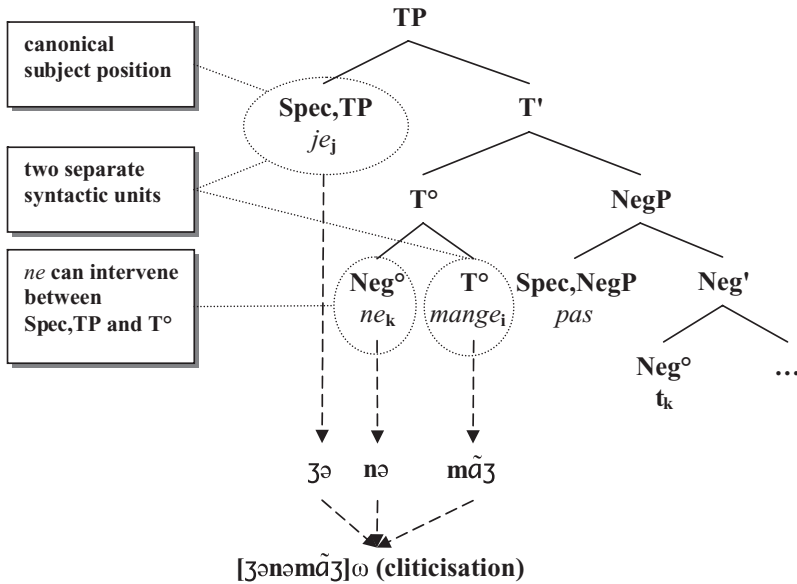 TP
canonical
subject position
Spec,TP
je_j
T'
two separate
syntactic units
T°
NegP
ne can intervene
between
Spec,TP and T°
Neg°
ne_k
T°
mange_i
Spec,NegP
pas
Neg'
Neg°
t_k
…
ʒə
nə
mɑ̃ʒ
[ʒənəmɑ̃ʒ]ω (cliticisation)